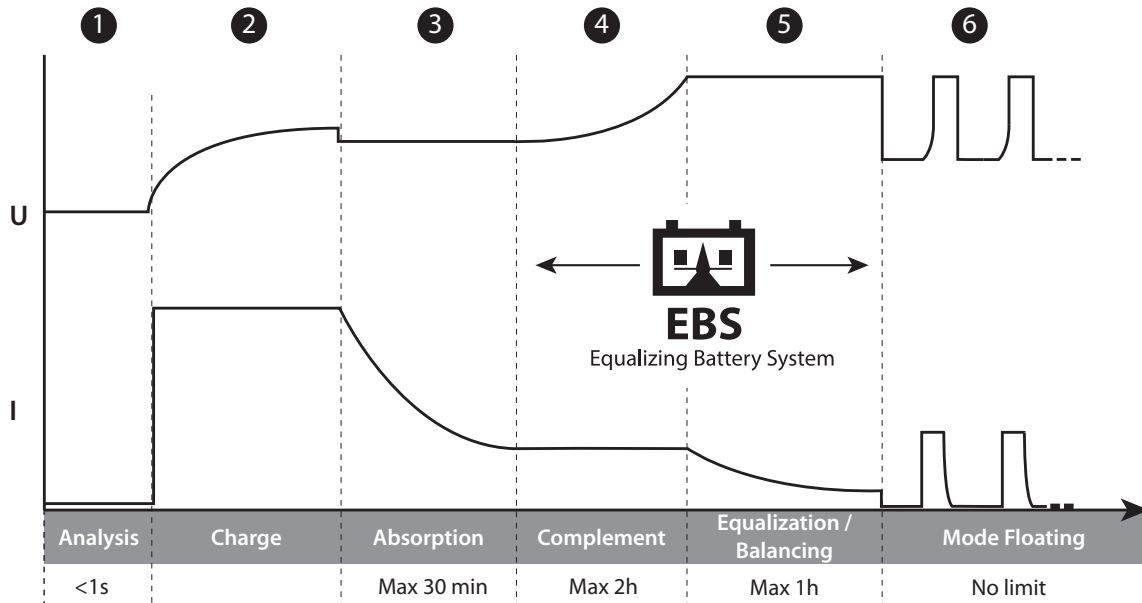 1 2 3 4 5 6
U
EBS
Equalizing Battery System
I
Analysis Charge Absorption Complement Equalization / Balancing Mode Floating
<1s Max 30 min Max 2h Max 1h No limit